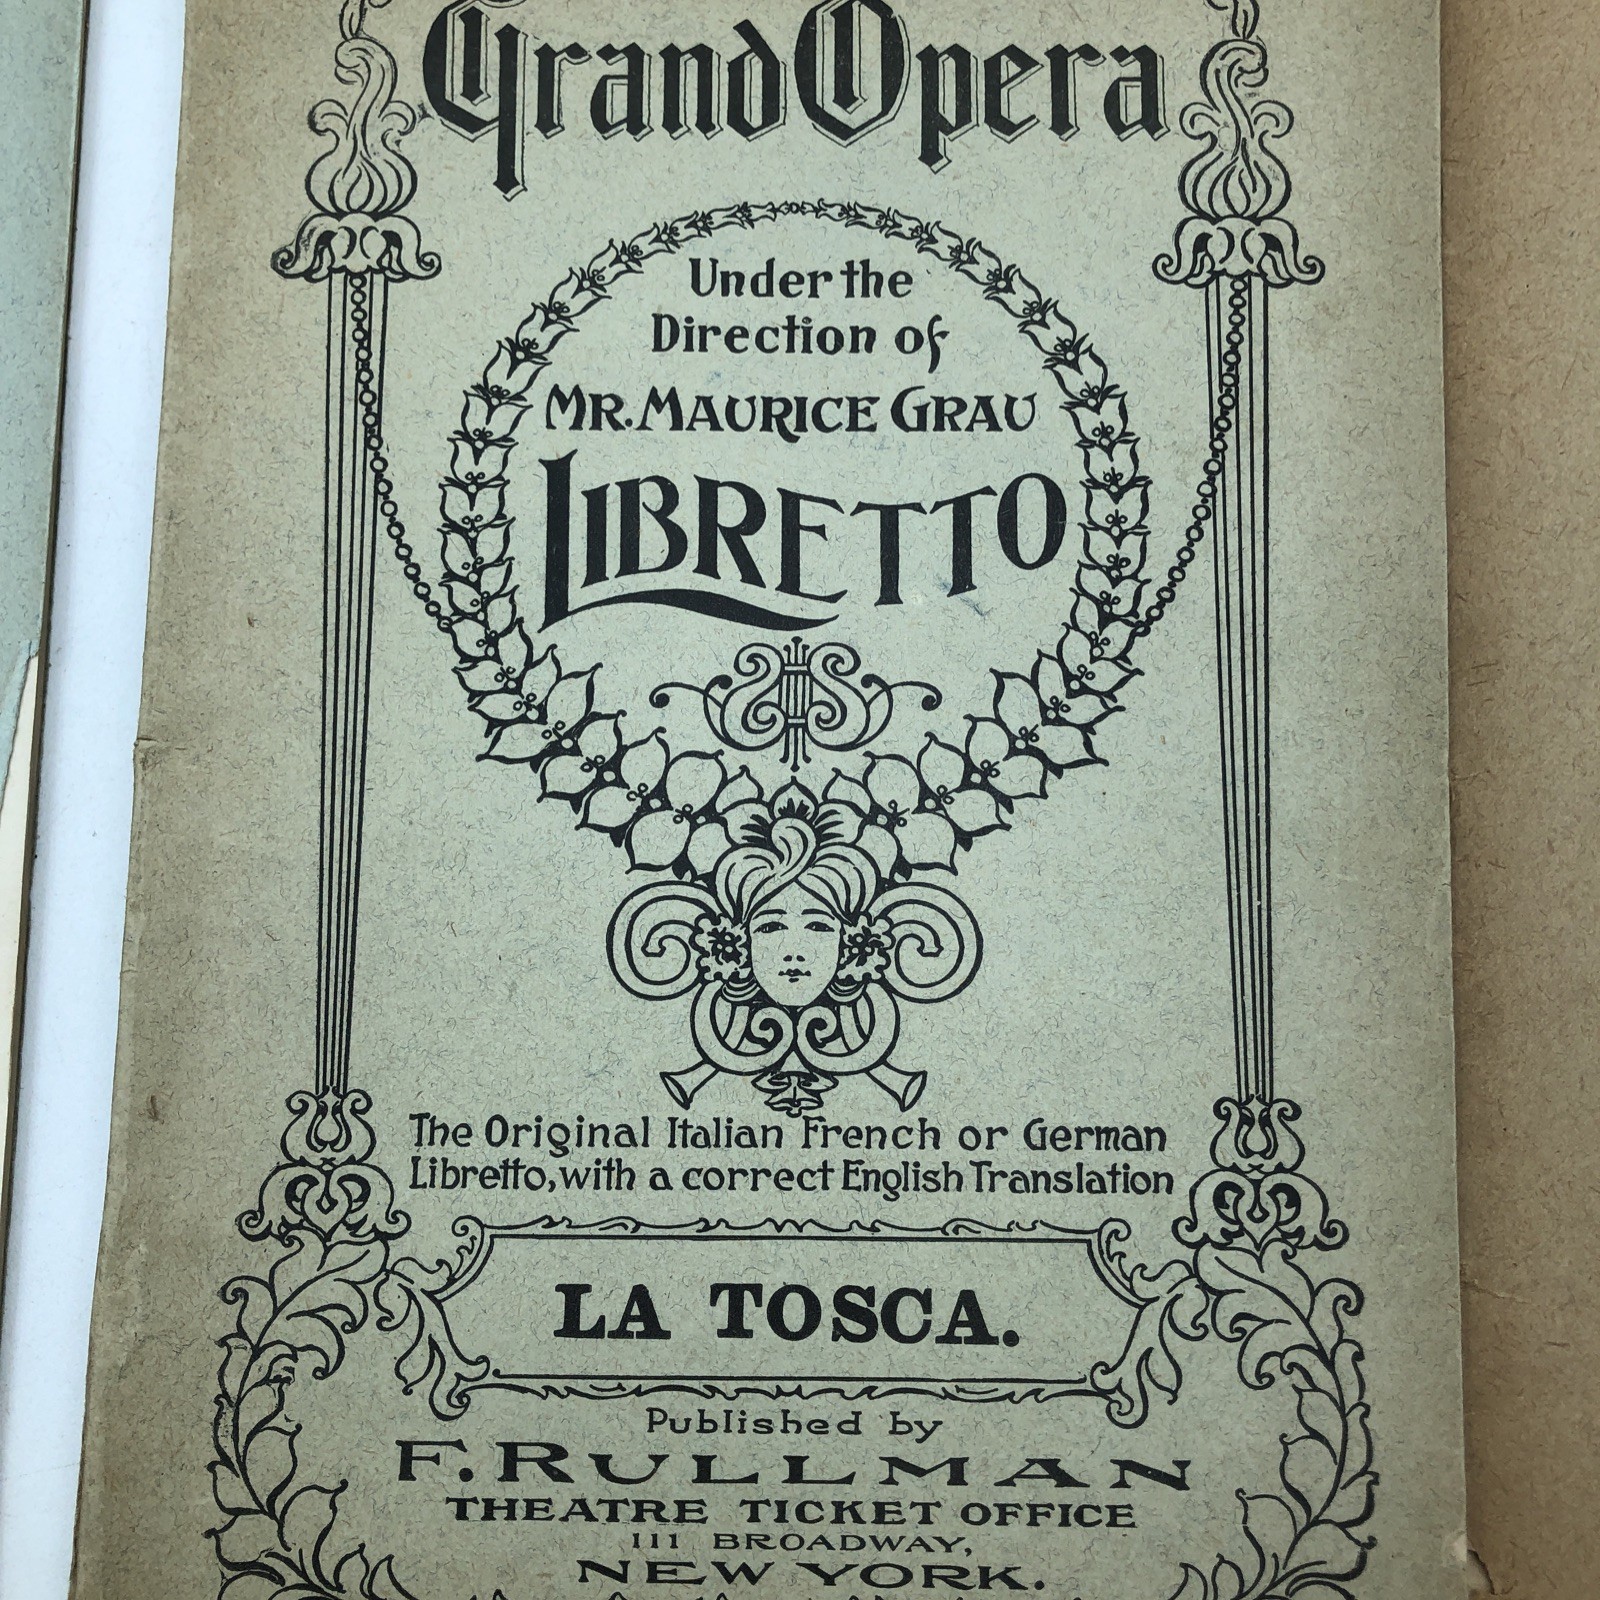 Grand Opera
Under the
Direction of
MR. MAURICE GRAU
LIBRETTO
The Original Italian French or German
Libretto, with a correct English Translation
LA TOSCA.
Published by
F. RULLMAN
THEATRE TICKET OFFICE
111 BROADWAY,
NEW YORK.